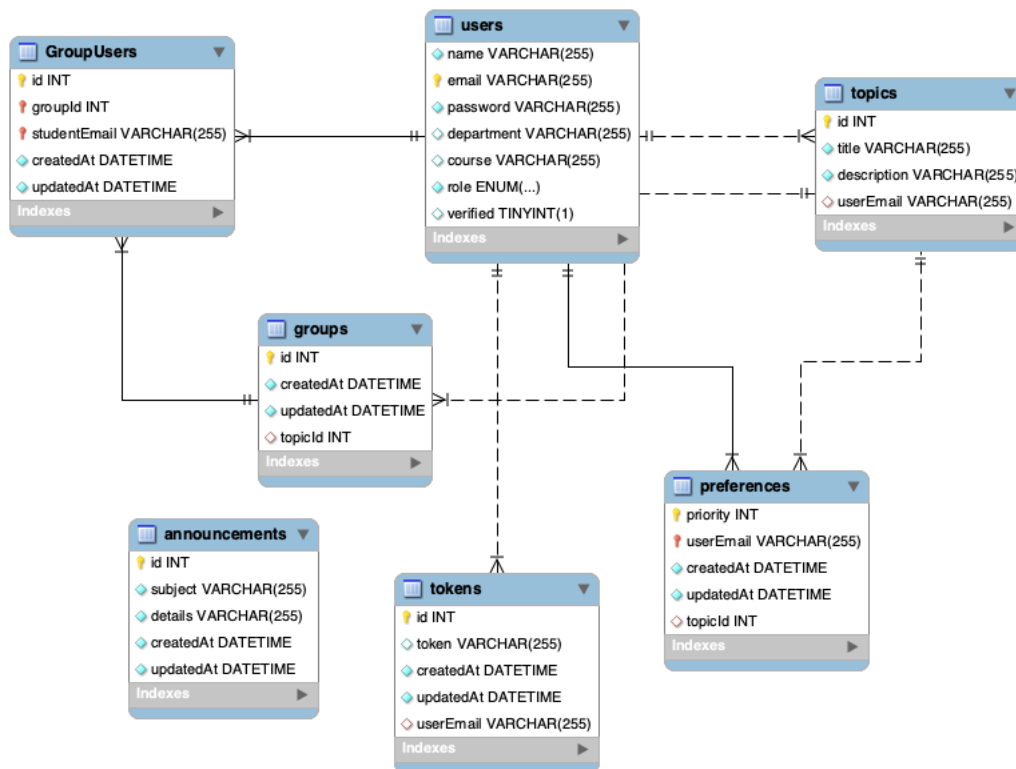 GroupUsers
id INT
groupId INT
studentEmail VARCHAR(255)
createdAt DATETIME
updatedAt DATETIME
Indexes
users
name VARCHAR(255)
email VARCHAR(255)
password VARCHAR(255)
department VARCHAR(255)
course VARCHAR(255)
role ENUM(...)
verified TINYINT(1)
Indexes
topics
id INT
title VARCHAR(255)
description VARCHAR(255)
userEmail VARCHAR(255)
Indexes
groups
id INT
createdAt DATETIME
updatedAt DATETIME
topicId INT
Indexes
preferences
priority INT
userEmail VARCHAR(255)
createdAt DATETIME
updatedAt DATETIME
topicId INT
Indexes
announcements
id INT
subject VARCHAR(255)
details VARCHAR(255)
createdAt DATETIME
updatedAt DATETIME
Indexes
tokens
id INT
token VARCHAR(255)
createdAt DATETIME
updatedAt DATETIME
userEmail VARCHAR(255)
Indexes